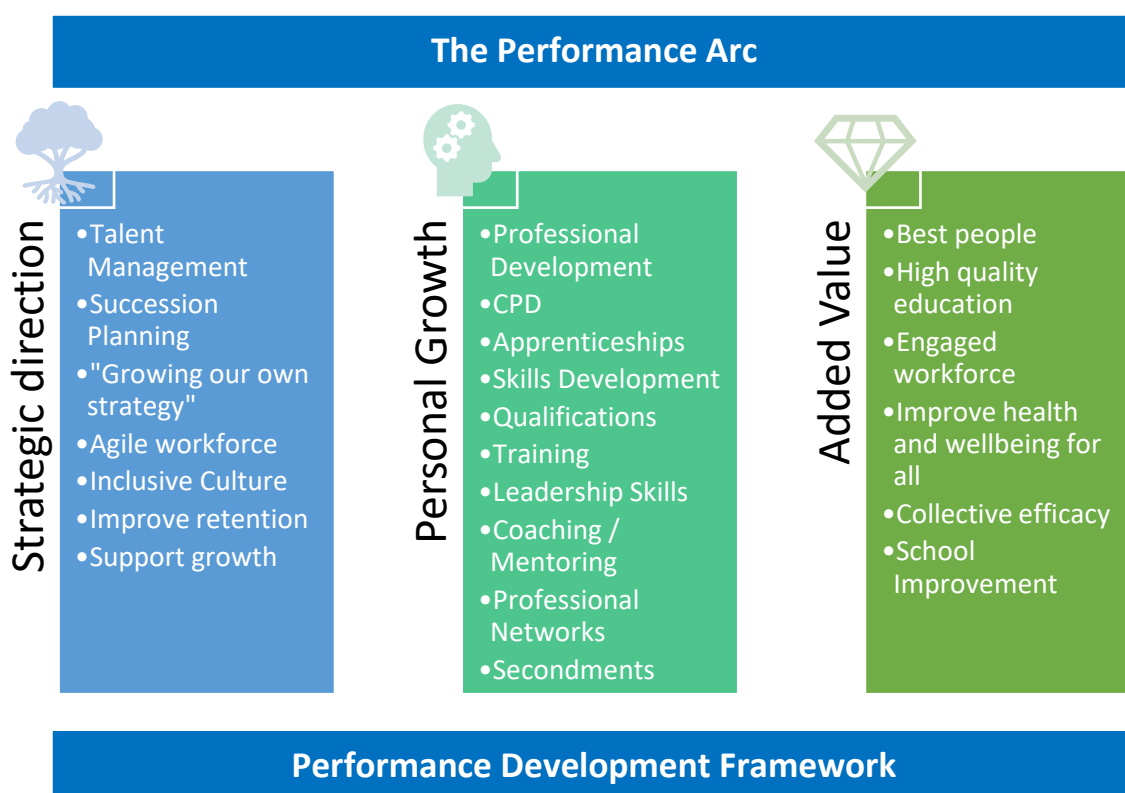 The Performance Arc
Strategic direction
•Talent
Management
•Succession
Planning
•"Growing our own
strategy"
•Agile workforce
•Inclusive Culture
•Improve retention
•Support growth
Personal Growth
•Professional
Development
•CPD
•Apprenticeships
•Skills Development
•Qualifications
•Training
•Leadership Skills
•Coaching /
Mentoring
•Professional
Networks
•Secondments
Added Value
•Best people
•High quality
education
•Engaged
workforce
•Improve health
and wellbeing for
all
•Collective efficacy
•School
Improvement
Performance Development Framework